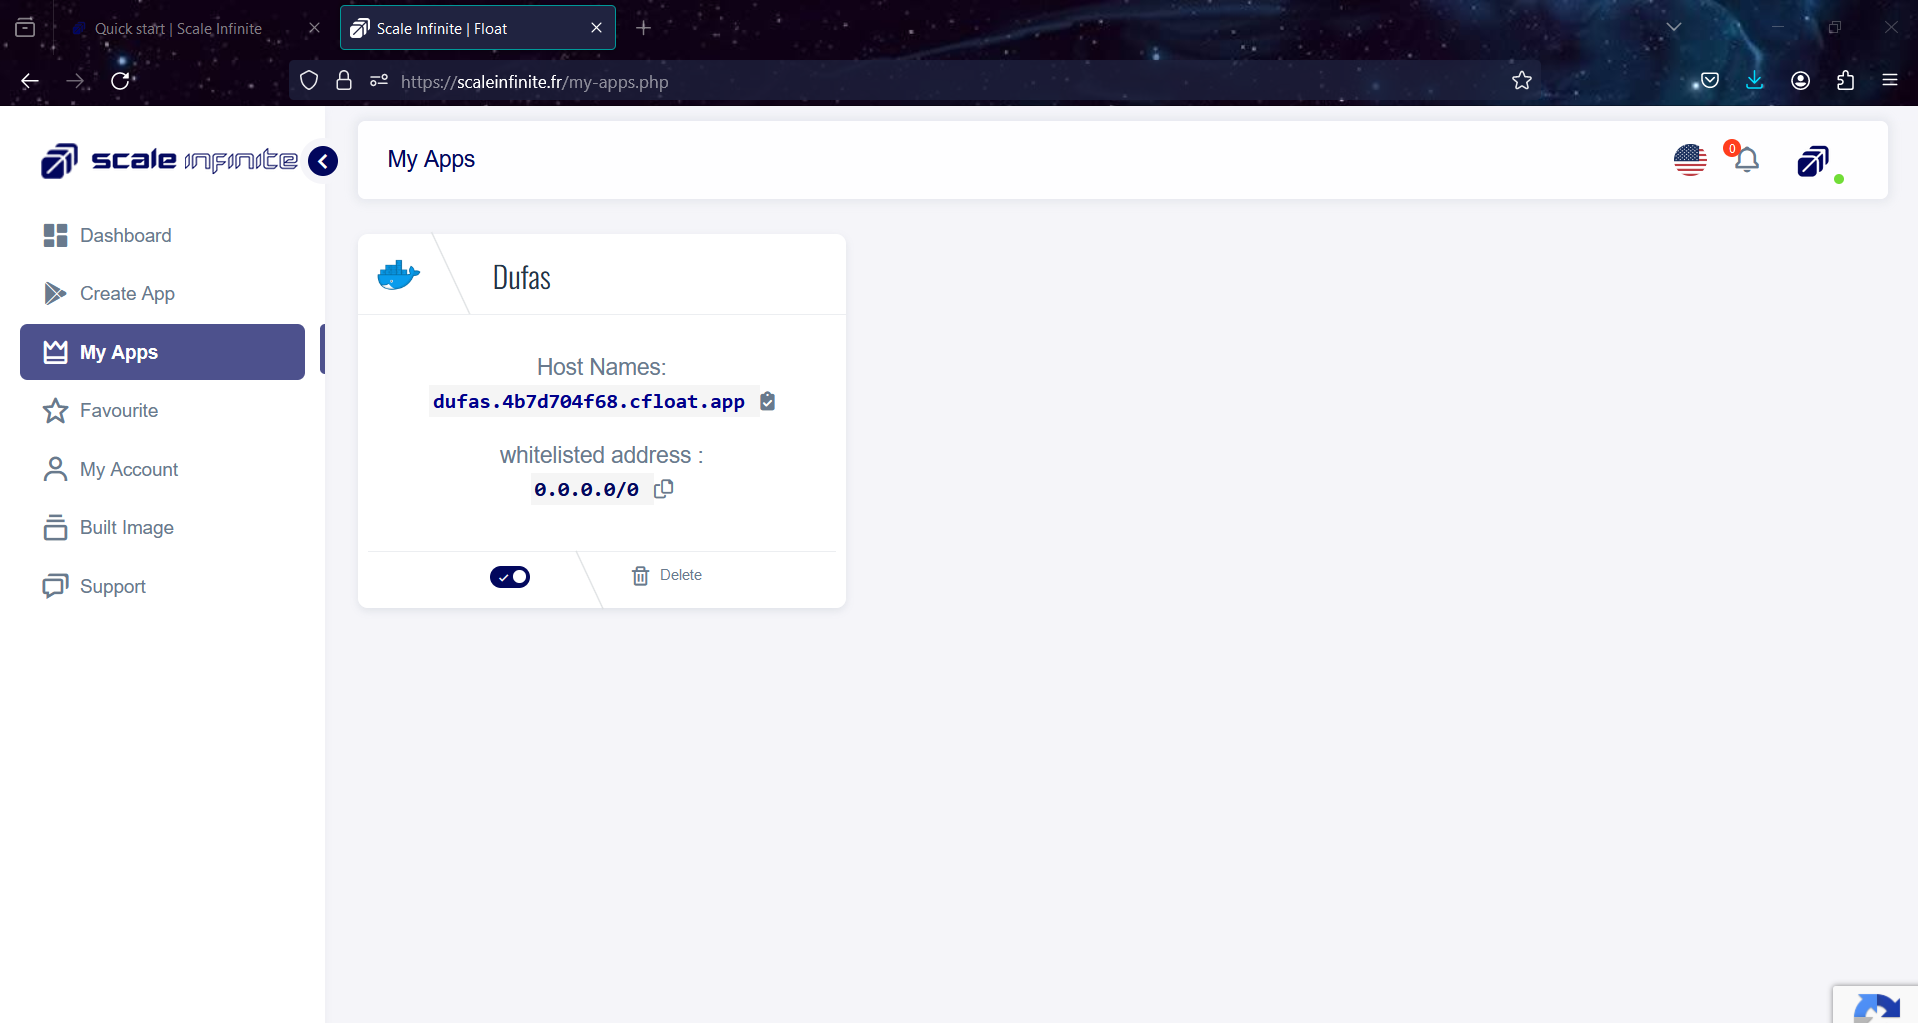 Quick start | Scale Infinite
Scale Infinite | Float
https://scaleinfinite.fr/my-apps.php
scale infinite
My Apps
0
Dashboard
Create App
My Apps
Favourite
My Account
Built Image
Support
Dufas
Host Names:
dufas.4b7d704f68.cfloat.app
whitelisted address :
0.0.0.0/0
Delete